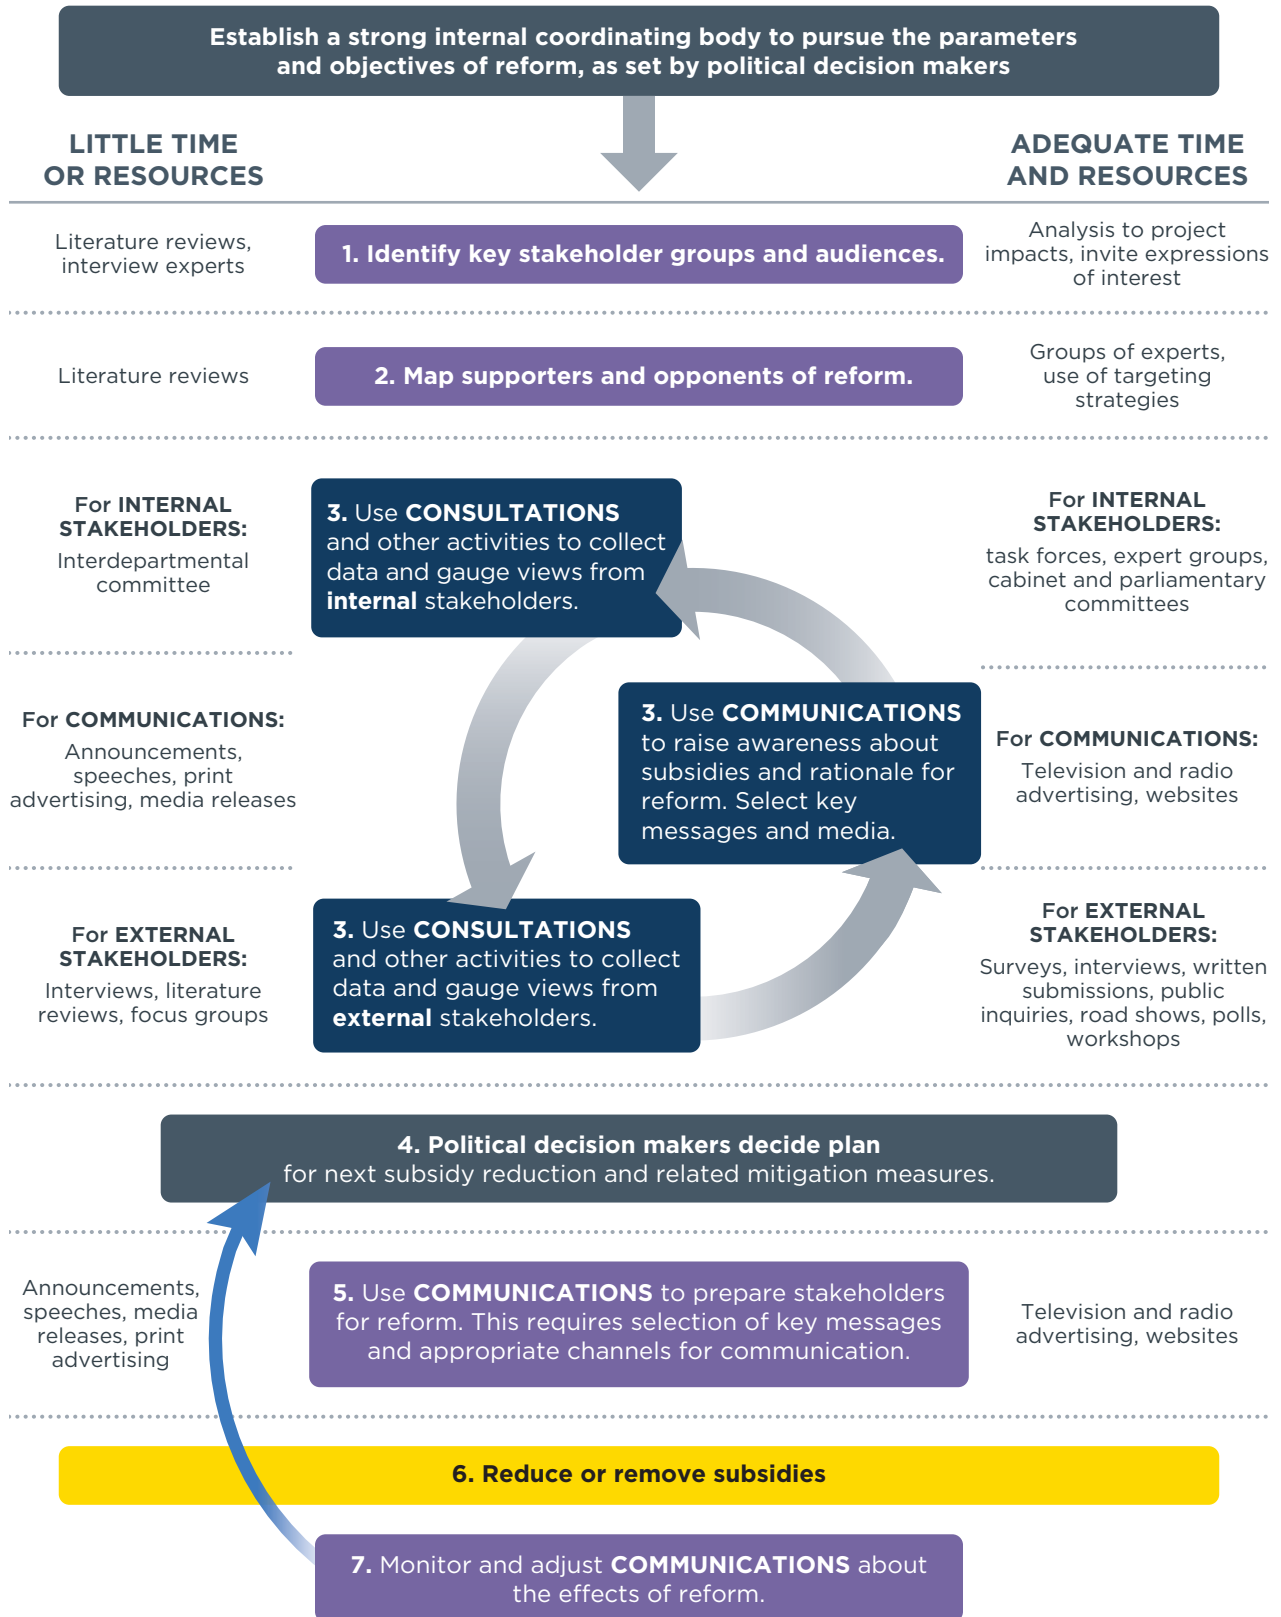 Establish a strong internal coordinating body to pursue the parameters
and objectives of reform, as set by political decision makers
LITTLE TIME
OR RESOURCES
ADEQUATE TIME
AND RESOURCES
Literature reviews,
interview experts
1. Identify key stakeholder groups and audiences.
Analysis to project
impacts, invite expressions
of interest
Literature reviews
2. Map supporters and opponents of reform.
Groups of experts,
use of targeting
strategies
For INTERNAL
STAKEHOLDERS:
Interdepartmental
committee
3. Use CONSULTATIONS
and other activities to collect
data and gauge views from
internal stakeholders.
For INTERNAL
STAKEHOLDERS:
task forces, expert groups,
cabinet and parliamentary
committees
For COMMUNICATIONS:
Announcements,
speeches, print
advertising, media releases
3. Use COMMUNICATIONS
to raise awareness about
subsidies and rationale for
reform. Select key
messages and media.
For COMMUNICATIONS:
Television and radio
advertising, websites
For EXTERNAL
STAKEHOLDERS:
Interviews, literature
reviews, focus groups
3. Use CONSULTATIONS
and other activities to collect
data and gauge views from
external stakeholders.
For EXTERNAL
STAKEHOLDERS:
Surveys, interviews, written
submissions, public
inquiries, road shows, polls,
workshops
4. Political decision makers decide plan
for next subsidy reduction and related mitigation measures.
Announcements,
speeches, media
releases, print
advertising
5. Use COMMUNICATIONS to prepare stakeholders
for reform. This requires selection of key messages
and appropriate channels for communication.
Television and radio
advertising, websites
6. Reduce or remove subsidies
7. Monitor and adjust COMMUNICATIONS about
the effects of reform.